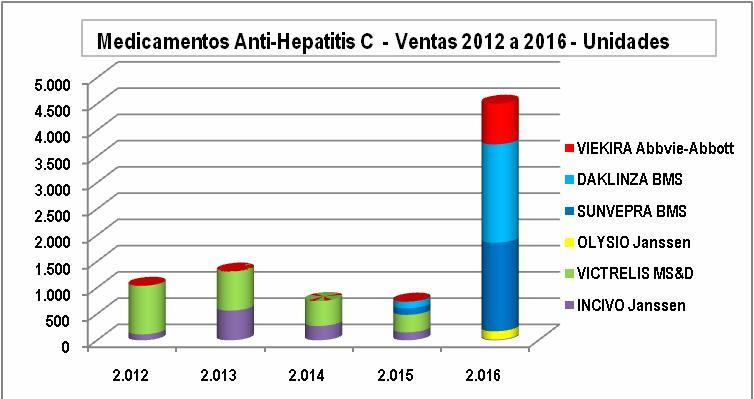 Medicamentos Anti-Hepatitis C - Ventas 2012 a 2016 - Unidades
5.000
4.500
4.000
3.500
3.000
2.500
2.000
1.500
1.000
500
0
2.012 2.013 2.014 2.015 2.016
VIEKIRA Abbvie-Abbott
DAKLINZA BMS
SUNVEPRA BMS
OLYSIO Janssen
VICTRELIS MS&D
INCIVO Janssen